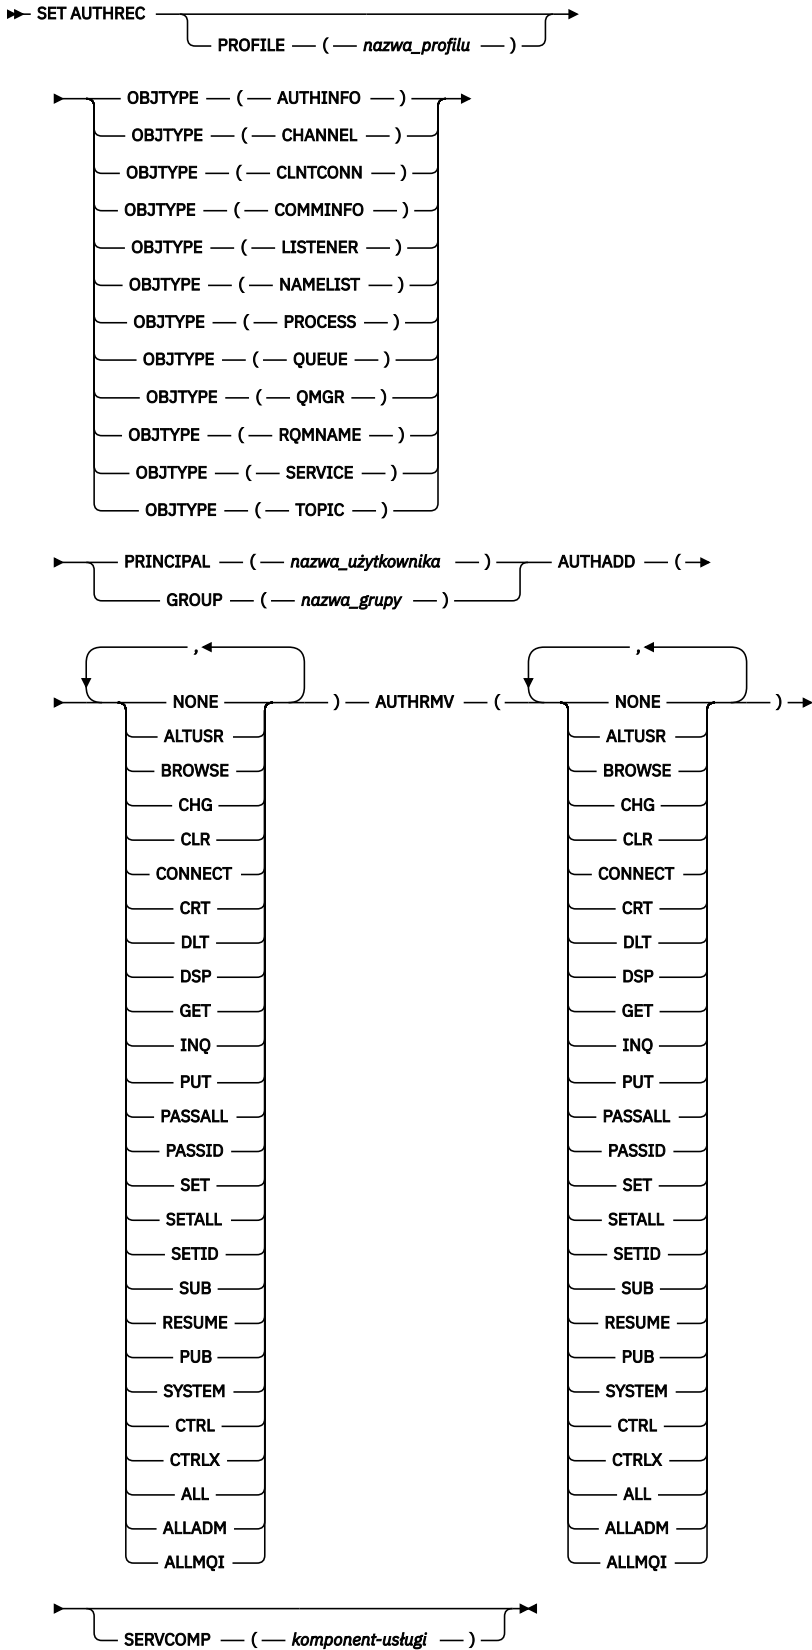 SET AUTHREC
PROFILE ( nazwa_profilu )
OBJTYPE ( AUTHINFO )
OBJTYPE ( CHANNEL )
OBJTYPE ( CLNTCONN )
OBJTYPE ( COMMINFO )
OBJTYPE ( LISTENER )
OBJTYPE ( NAMELIST )
OBJTYPE ( PROCESS )
OBJTYPE ( QUEUE )
OBJTYPE ( QMGR )
OBJTYPE ( RQMNAME )
OBJTYPE ( SERVICE )
OBJTYPE ( TOPIC )
PRINCIPAL ( nazwa_użytkownika ) AUTHADD (
GROUP ( nazwa_grupy )
, ,
NONE ) AUTHRMV ( NONE )
ALTUSR ALTUSR
BROWSE BROWSE
CHG CHG
CLR CLR
CONNECT CONNECT
CRT CRT
DLT DLT
DSP DSP
GET GET
INQ INQ
PUT PUT
PASSALL PASSALL
PASSID PASSID
SET SET
SETALL SETALL
SETID SETID
SUB SUB
RESUME RESUME
PUB PUB
SYSTEM SYSTEM
CTRL CTRL
CTRLX CTRLX
ALL ALL
ALLADM ALLADM
ALLMQI ALLMQI
SERVCOMP ( komponent-usługi )